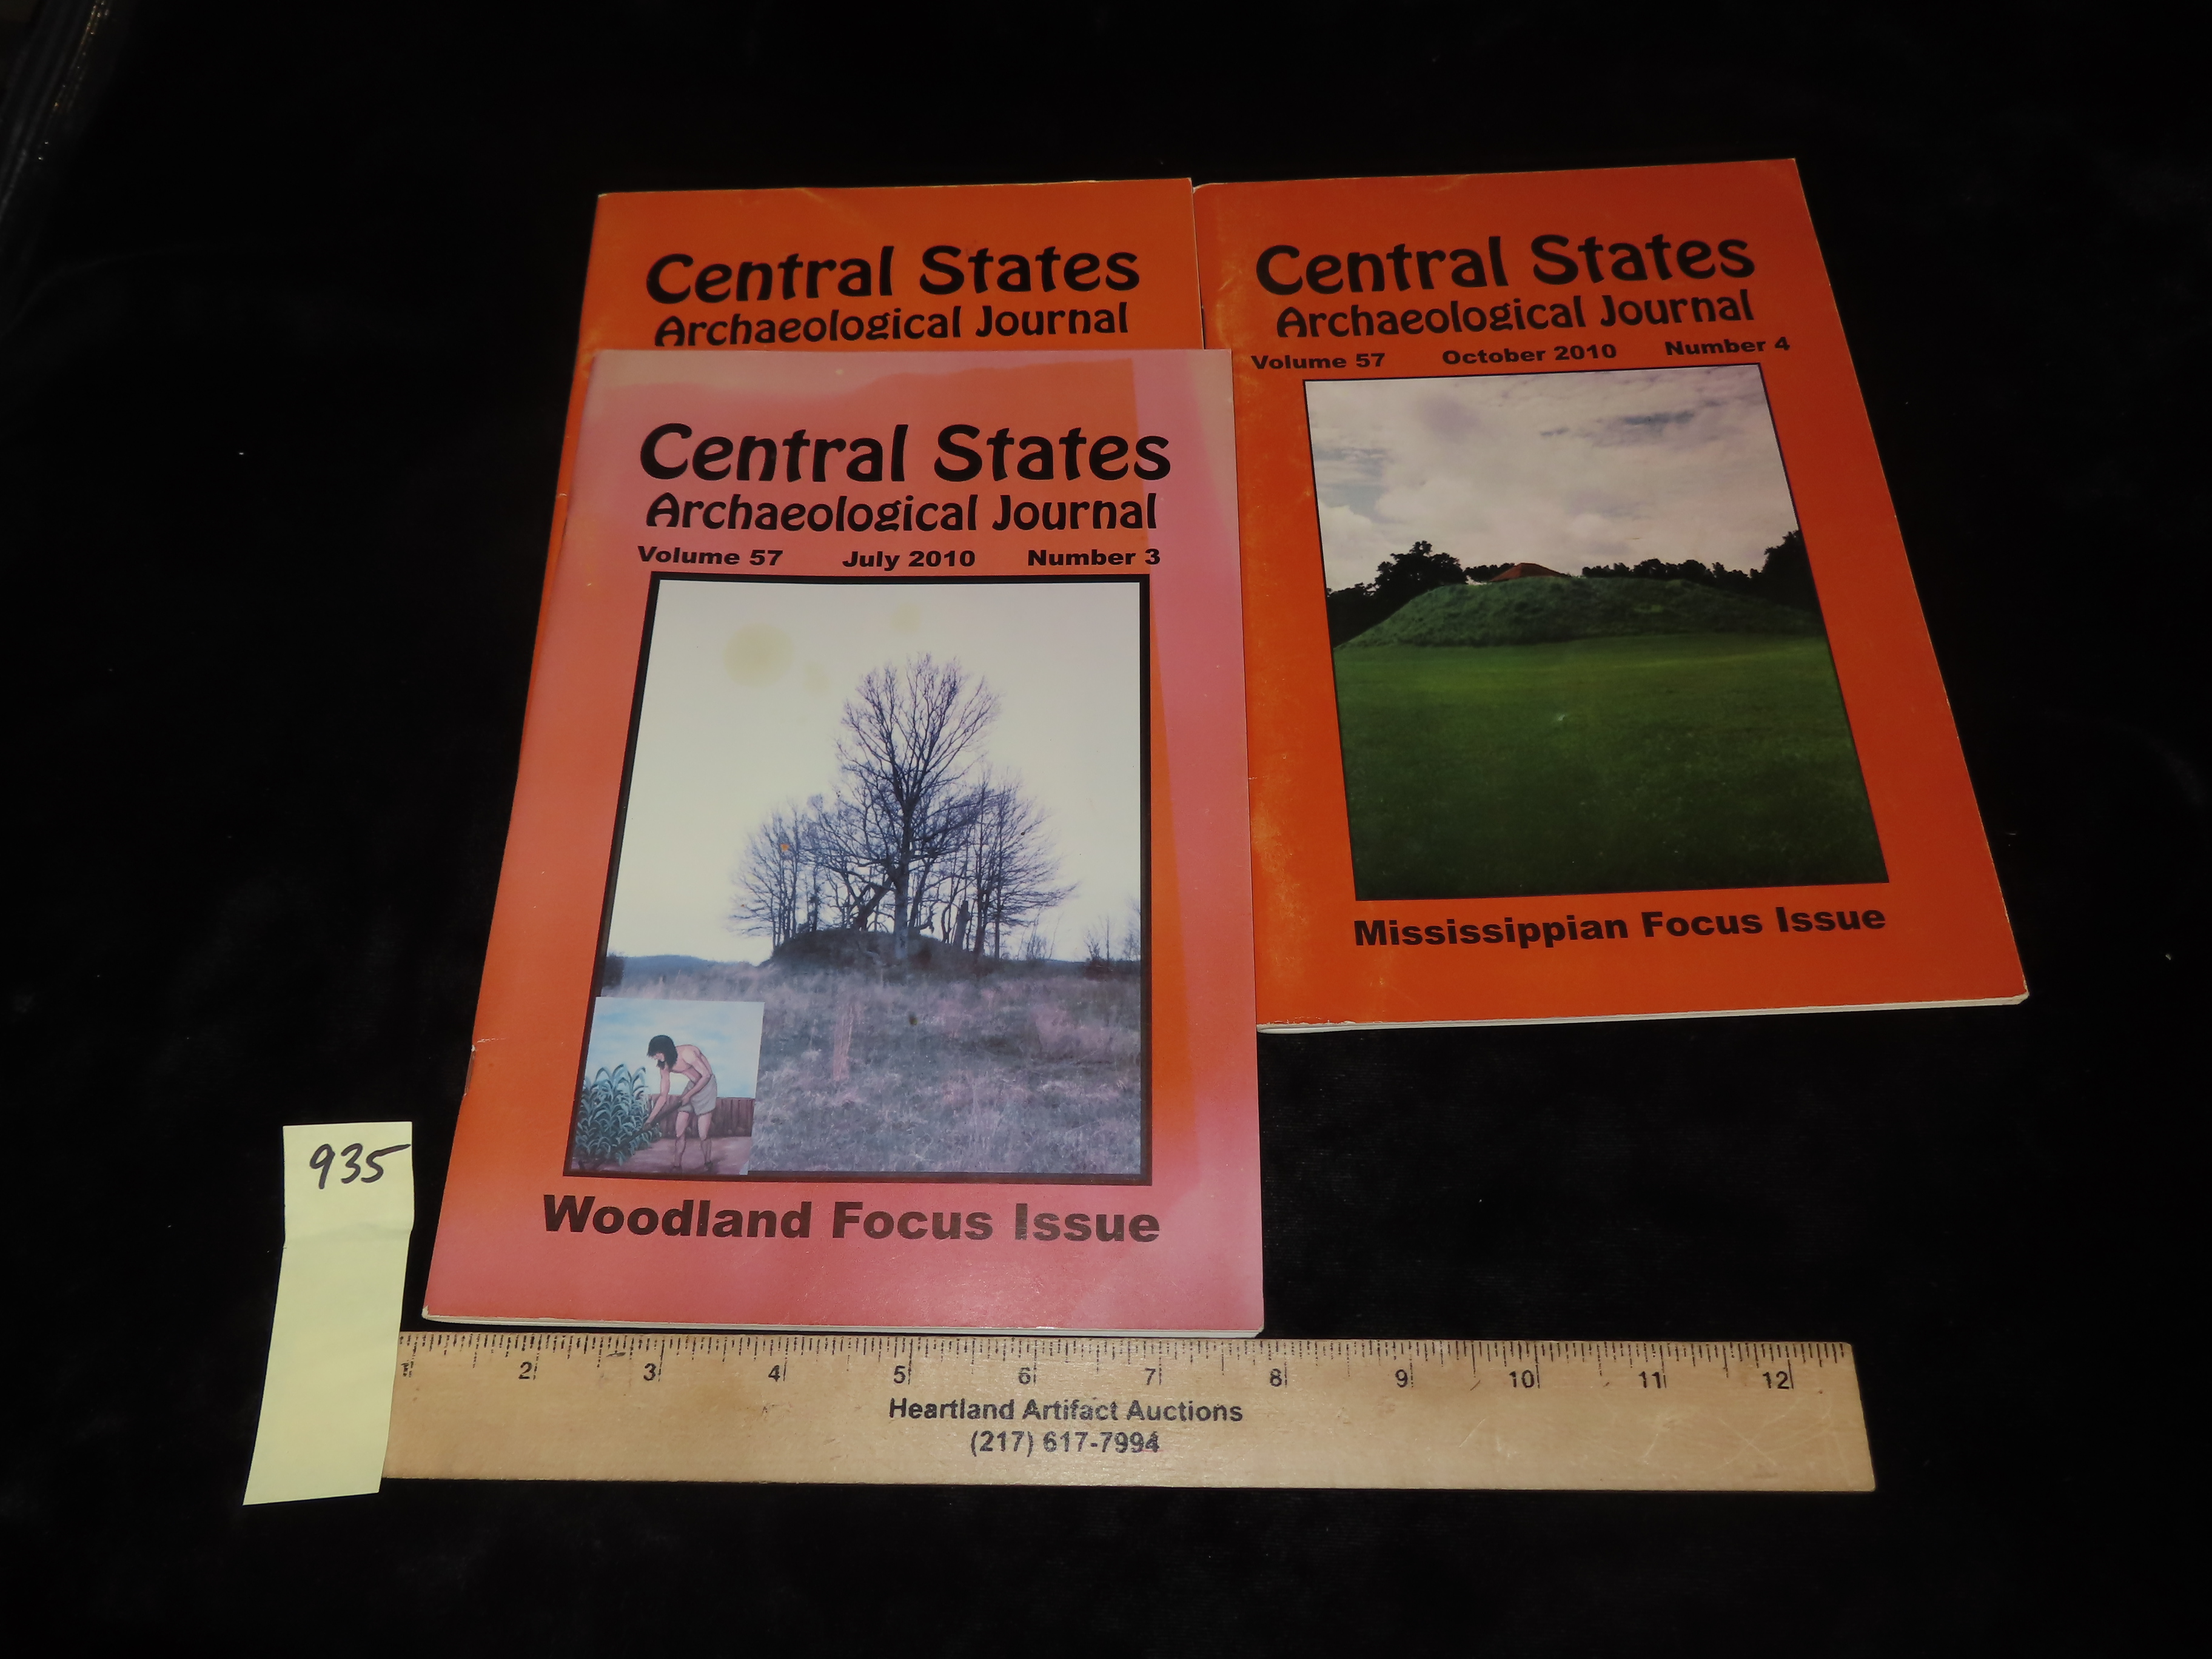 Central States
Archaeological Journal
Central States
Archaeological Journal
Volume 57 October 2010 Number 4
Mississippian Focus Issue
Central States
Archaeological Journal
Volume 57 July 2010 Number 3
Woodland Focus Issue
935
2 3 4 5 6 7 8 9 10 11 12
Heartland Artifact Auctions
(217) 617-7994